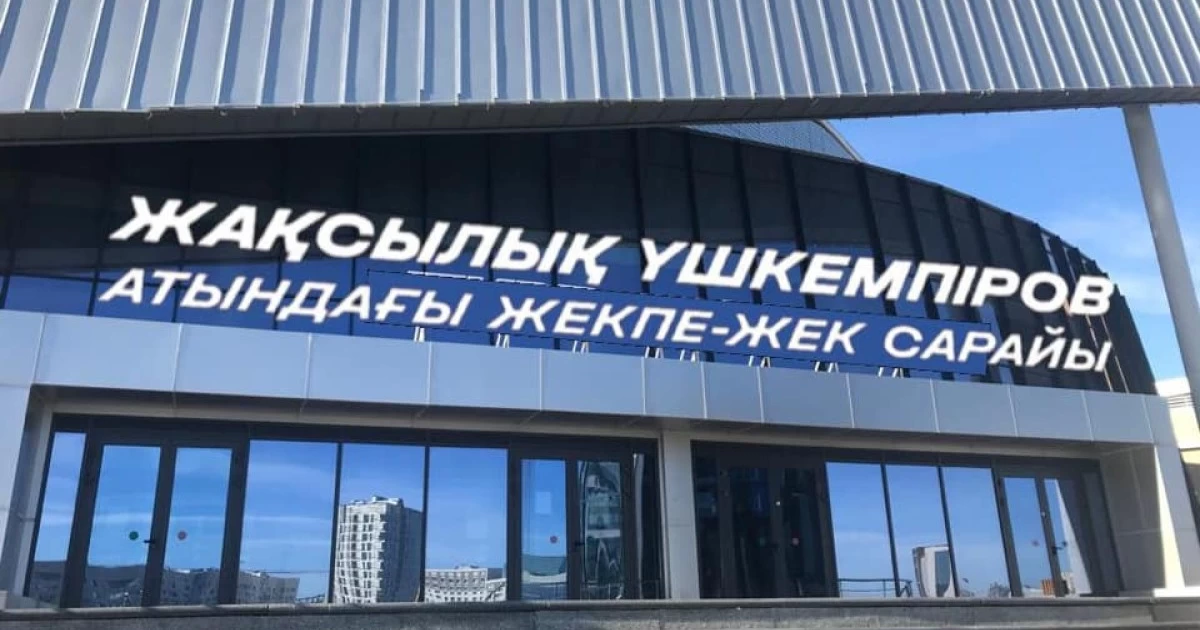 ЖАҚСЫЛЫҚ ҮШКЕМПІРОВ
АТЫНДАҒЫ ЖЕКПЕ-ЖЕК САРАЙЫ